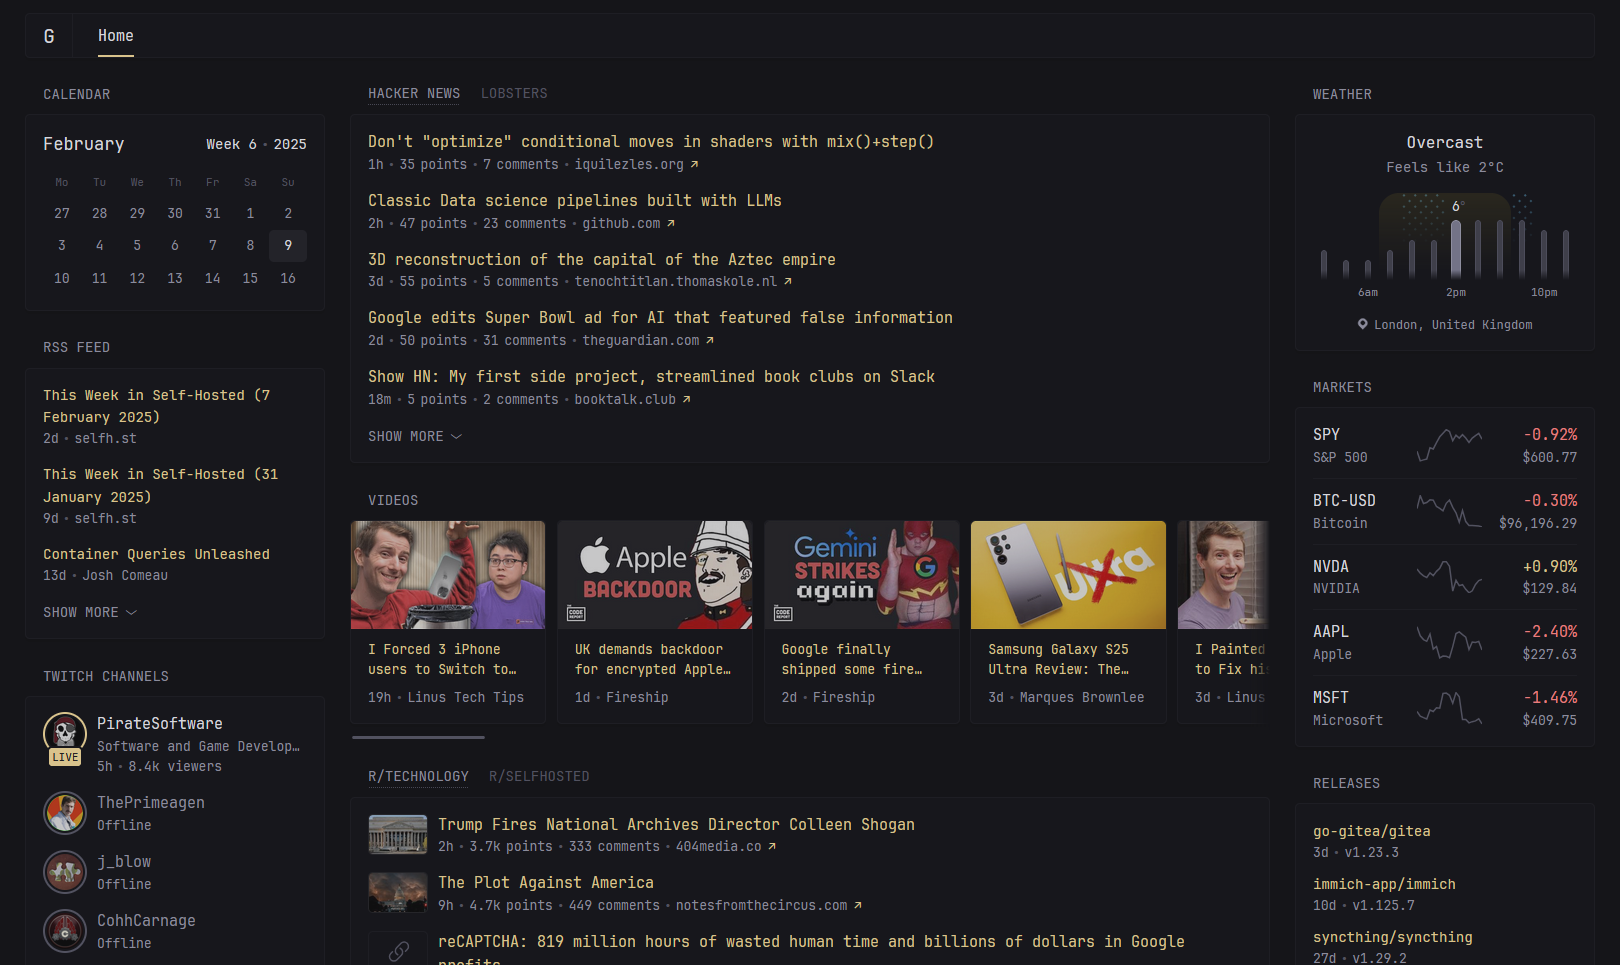 G Home
CALENDAR
February Week 6 • 2025
Mo Tu We Th Fr Sa Su
27 28 29 30 31 1 2
3 4 5 6 7 8 9
10 11 12 13 14 15 16
RSS FEED
This Week in Self-Hosted (7
February 2025)
2d • selfh.st
This Week in Self-Hosted (31
January 2025)
9d • selfh.st
Container Queries Unleashed
13d • Josh Comeau
SHOW MORE
TWITCH CHANNELS
PirateSoftware
Software and Game Develop…
LIVE
5h • 8.4k viewers
ThePrimeagen
Offline
j_blow
Offline
CohhCarnage
Offline
HACKER NEWS LOBSTERS
Don't "optimize" conditional moves in shaders with mix()+step()
1h • 35 points • 7 comments • iquilezles.org ↗
Classic Data science pipelines built with LLMs
2h • 47 points • 23 comments • github.com ↗
3D reconstruction of the capital of the Aztec empire
3d • 55 points • 5 comments • tenochtitlan.thomaskole.nl ↗
Google edits Super Bowl ad for AI that featured false information
2d • 50 points • 31 comments • theguardian.com ↗
Show HN: My first side project, streamlined book clubs on Slack
18m • 5 points • 2 comments • booktalk.club ↗
SHOW MORE
VIDEOS
I Forced 3 iPhone
users to Switch to…
19h • Linus Tech Tips
Apple
BACKDOOR
THE
CODE
REPORT
UK demands backdoor
for encrypted Apple…
1d • Fireship
Gemini
STRIKES
again
G
THE
CODE
REPORT
Google finally
shipped some fire…
2d • Fireship
Ultra
Samsung Galaxy S25
Ultra Review: The…
3d • Marques Brownlee
I Painted
to Fix his
3d • Linus
R/TECHNOLOGY R/SELFHOSTED
Trump Fires National Archives Director Colleen Shogan
2h • 3.7k points • 333 comments • 404media.co ↗
The Plot Against America
9h • 4.7k points • 449 comments • notesfromthecircus.com ↗
reCAPTCHA: 819 million hours of wasted human time and billions of dollars in Google
profits
WEATHER
Overcast
Feels like 2°C
6°
6am 2pm 10pm
London, United Kingdom
MARKETS
SPY -0.92%
S&P 500 $600.77
BTC-USD -0.30%
Bitcoin $96,196.29
NVDA +0.90%
NVIDIA $129.84
AAPL -2.40%
Apple $227.63
MSFT -1.46%
Microsoft $409.75
RELEASES
go-gitea/gitea
3d • v1.23.3
immich-app/immich
10d • v1.125.7
syncthing/syncthing
27d • v1.29.2